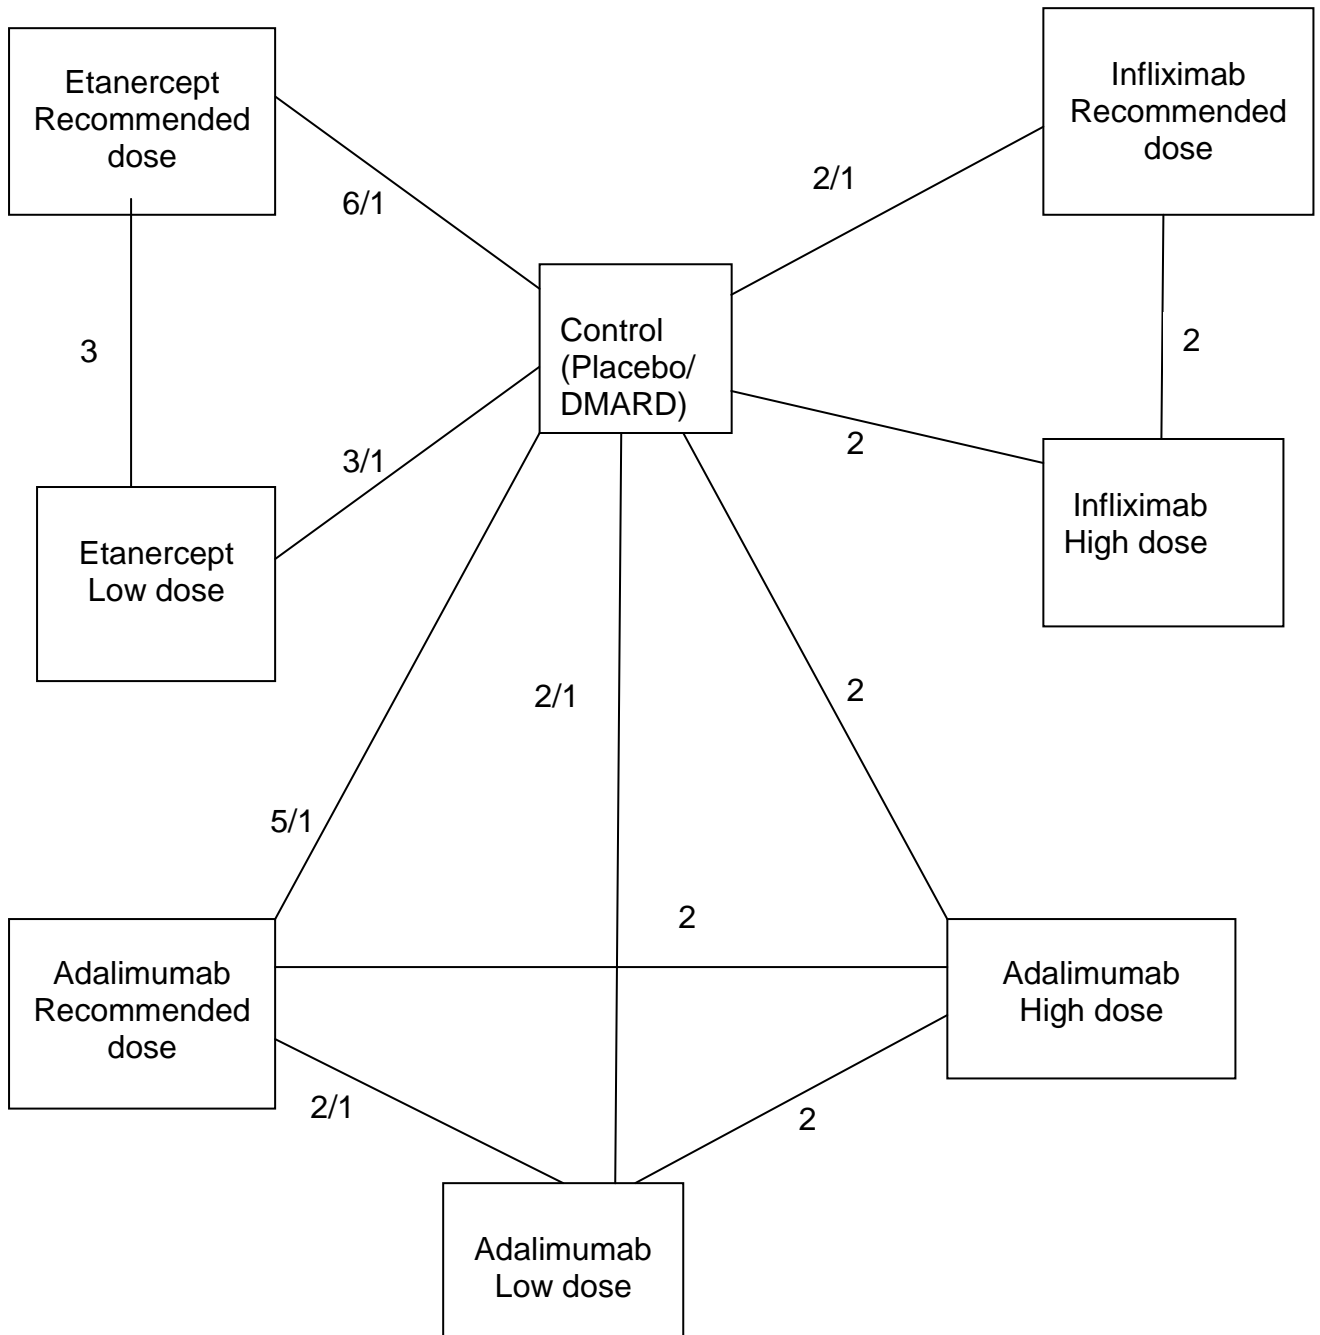 Etanercept
Recommended
dose
Infliximab
Recommended
dose
6/1
2/1
Control
(Placebo/
DMARD)
3
2
3/1
2
Infliximab
High dose
Etanercept
Low dose
2/1
2
5/1
2
Adalimumab
Recommended
dose
Adalimumab
High dose
2/1
2
Adalimumab
Low dose